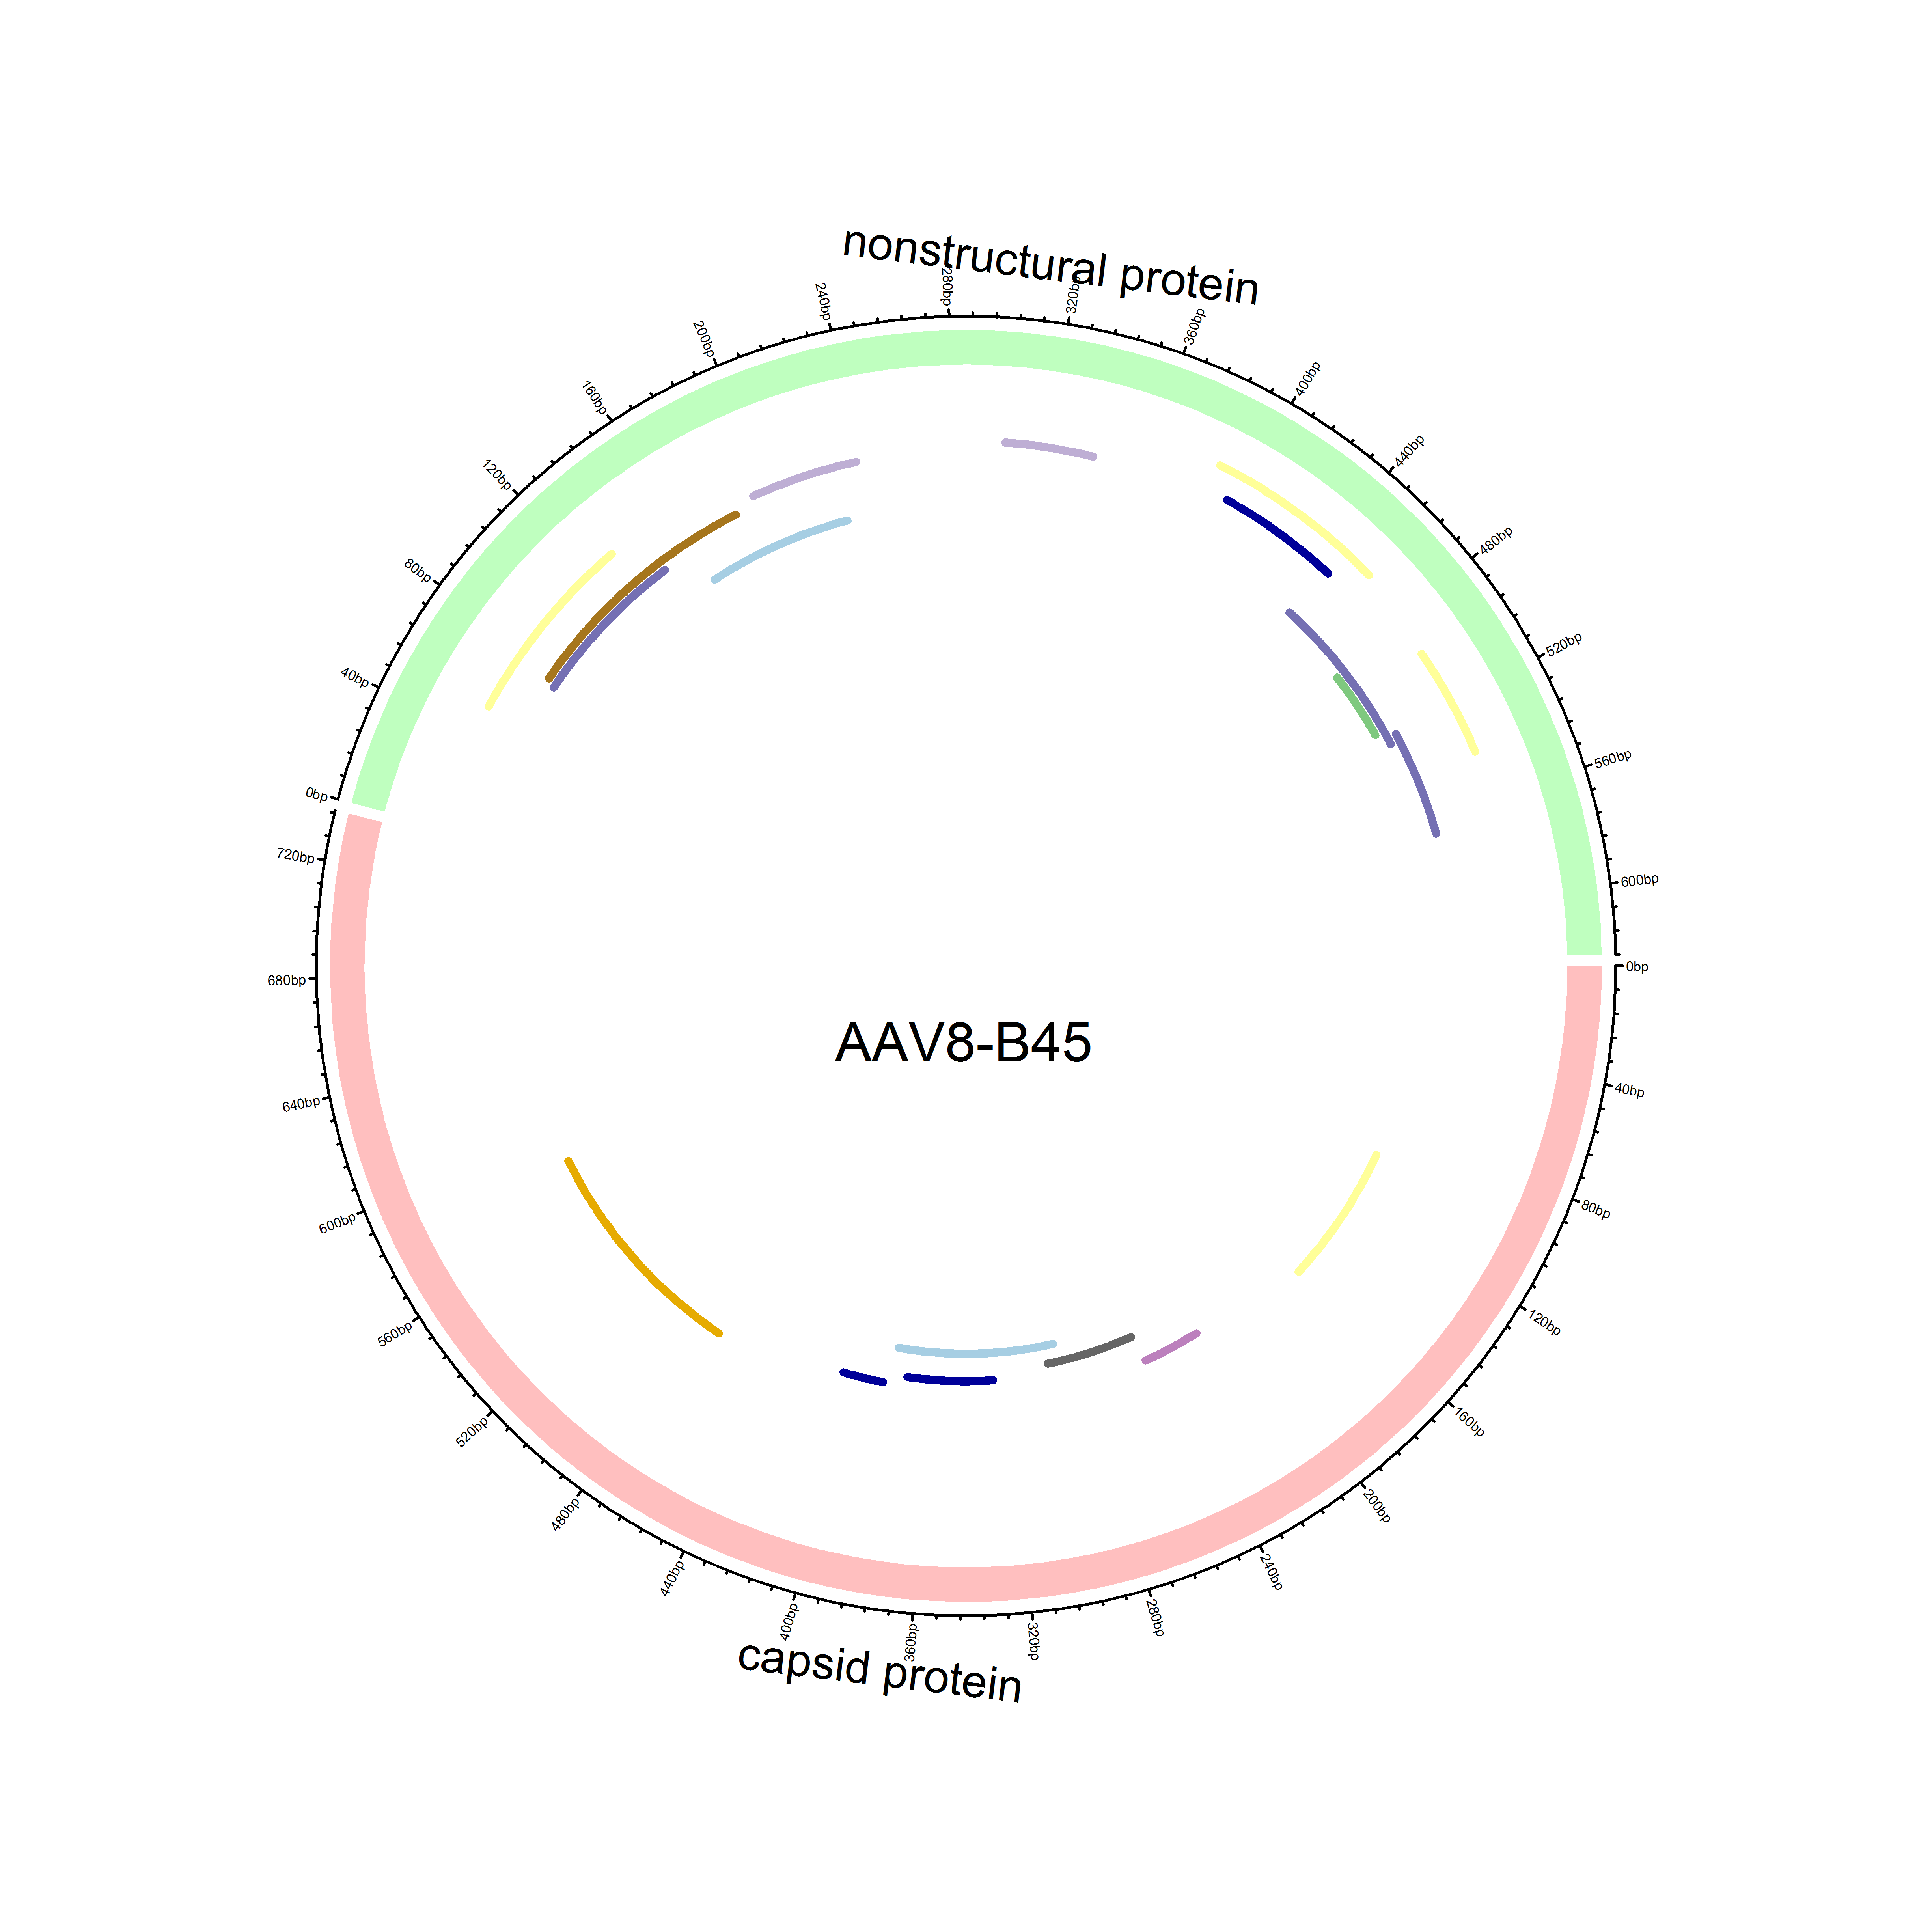 nonstructural protein
0bp
40bp
80bp
120bp
160bp
200bp
240bp
280bp
320bp
360bp
400bp
440bp
480bp
520bp
560bp
600bp
0bp
40bp
80bp
120bp
160bp
200bp
240bp
280bp
320bp
360bp
400bp
440bp
480bp
520bp
560bp
600bp
640bp
680bp
720bp
AAV8-B45
capsid protein